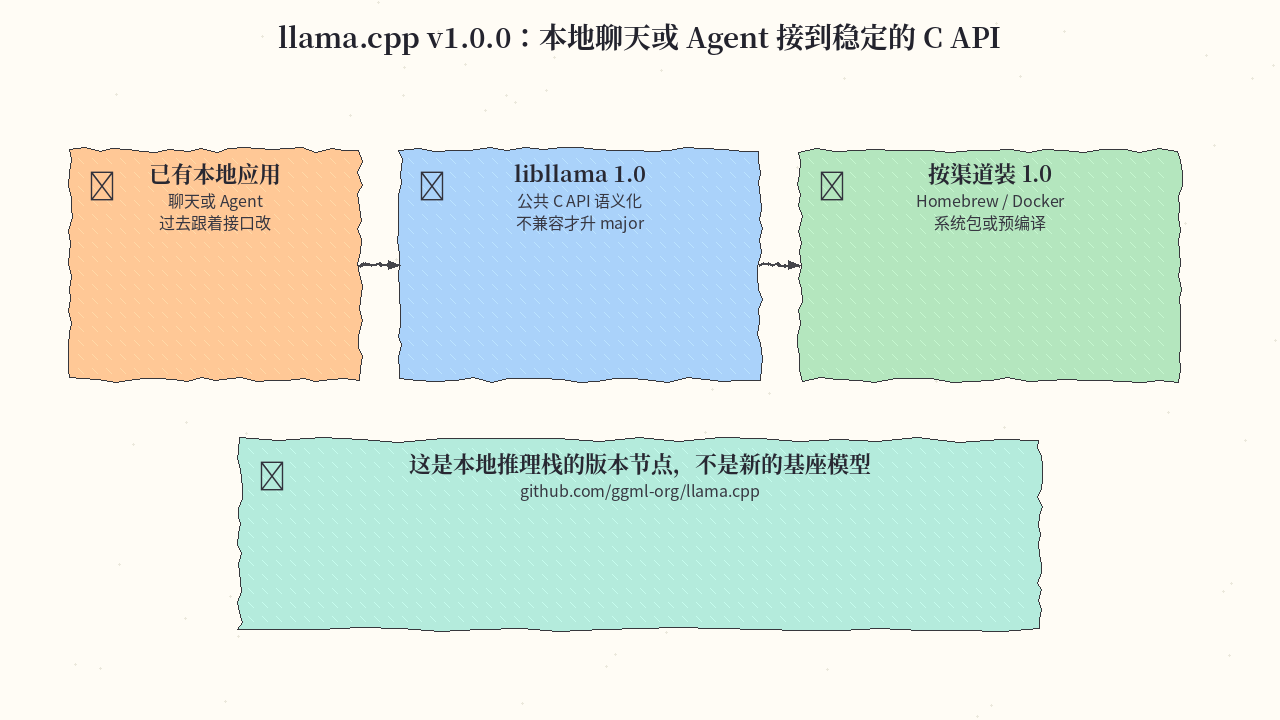 llama.cpp v1.0.0：本地聊天或 Agent 接到稳定的 C API
已有本地应用
聊天或 Agent
过去跟着接口改
libllama 1.0
公共 C API 语义化
不兼容才升 major
按渠道装 1.0
Homebrew / Docker
系统包或预编译
这是本地推理栈的版本节点，不是新的基座模型
github.com/ggml-org/llama.cpp